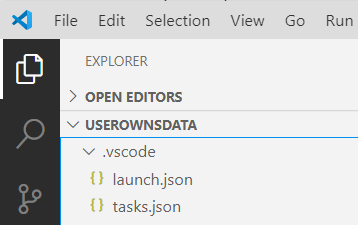 File Edit Selection View Go Run
EXPLORER
OPEN EDITORS
USEROWNSDATA
.vscode
{} launch.json
{} tasks.json